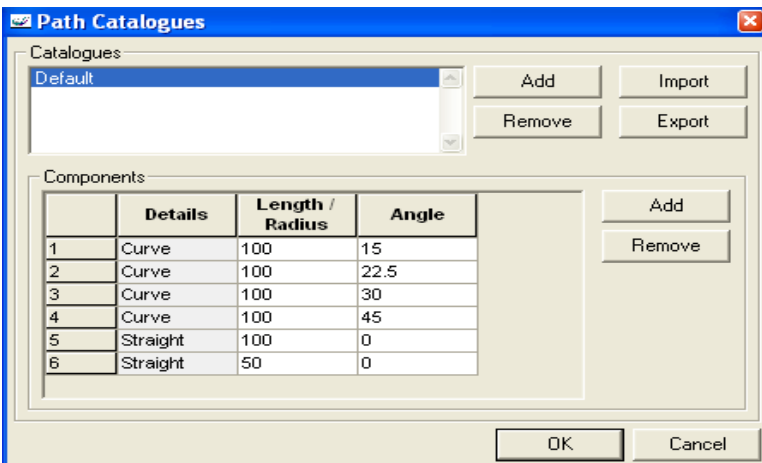 Path Catalogues
Catalogues
Default
Add
Import
Remove
Export
Components
Details Length / Radius Angle
1 Curve 100 15
2 Curve 100 22.5
3 Curve 100 30
4 Curve 100 45
5 Straight 100 0
6 Straight 50 0
Add
Remove
OK
Cancel